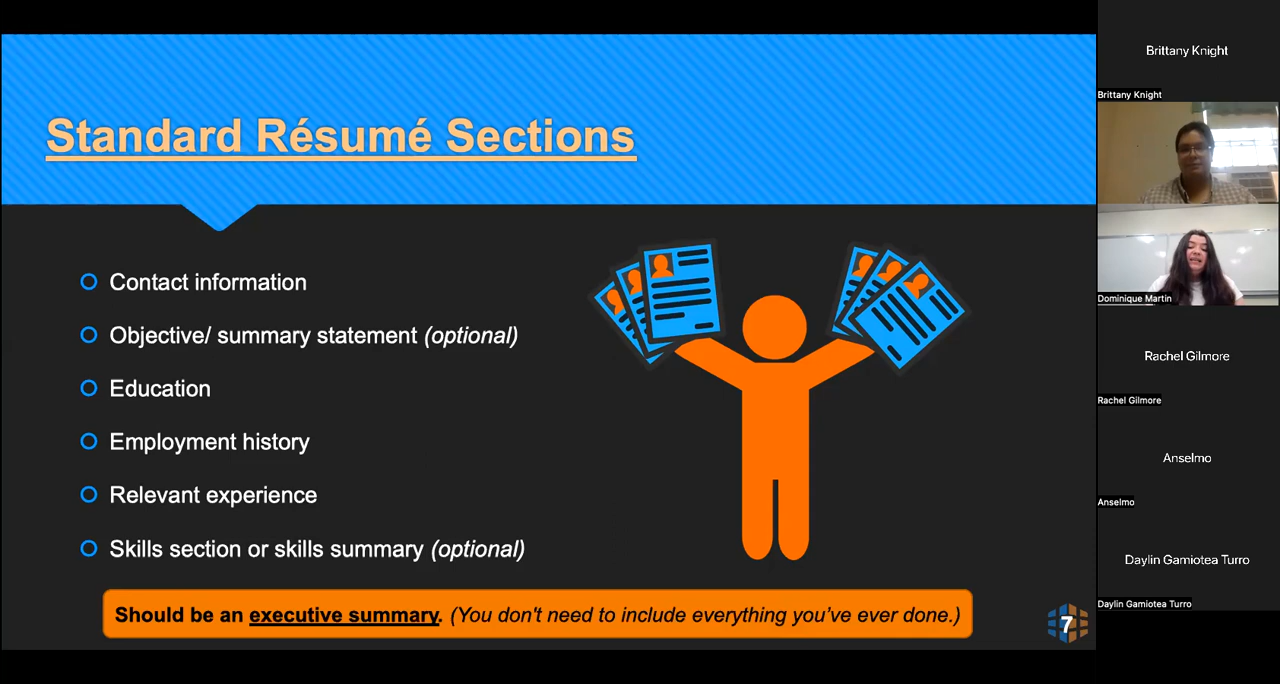 Standard Résumé Sections
Contact information
Objective/ summary statement (optional)
Education
Employment history
Relevant experience
Skills section or skills summary (optional)
Should be an executive summary. (You don't need to include everything you've ever done.)
7
Brittany Knight
Brittany Knight
Dominique Martin
Rachel Gilmore
Rachel Gilmore
Anselmo
Anselmo
Daylin Gamiotea Turro
Daylin Gamiotea Turro